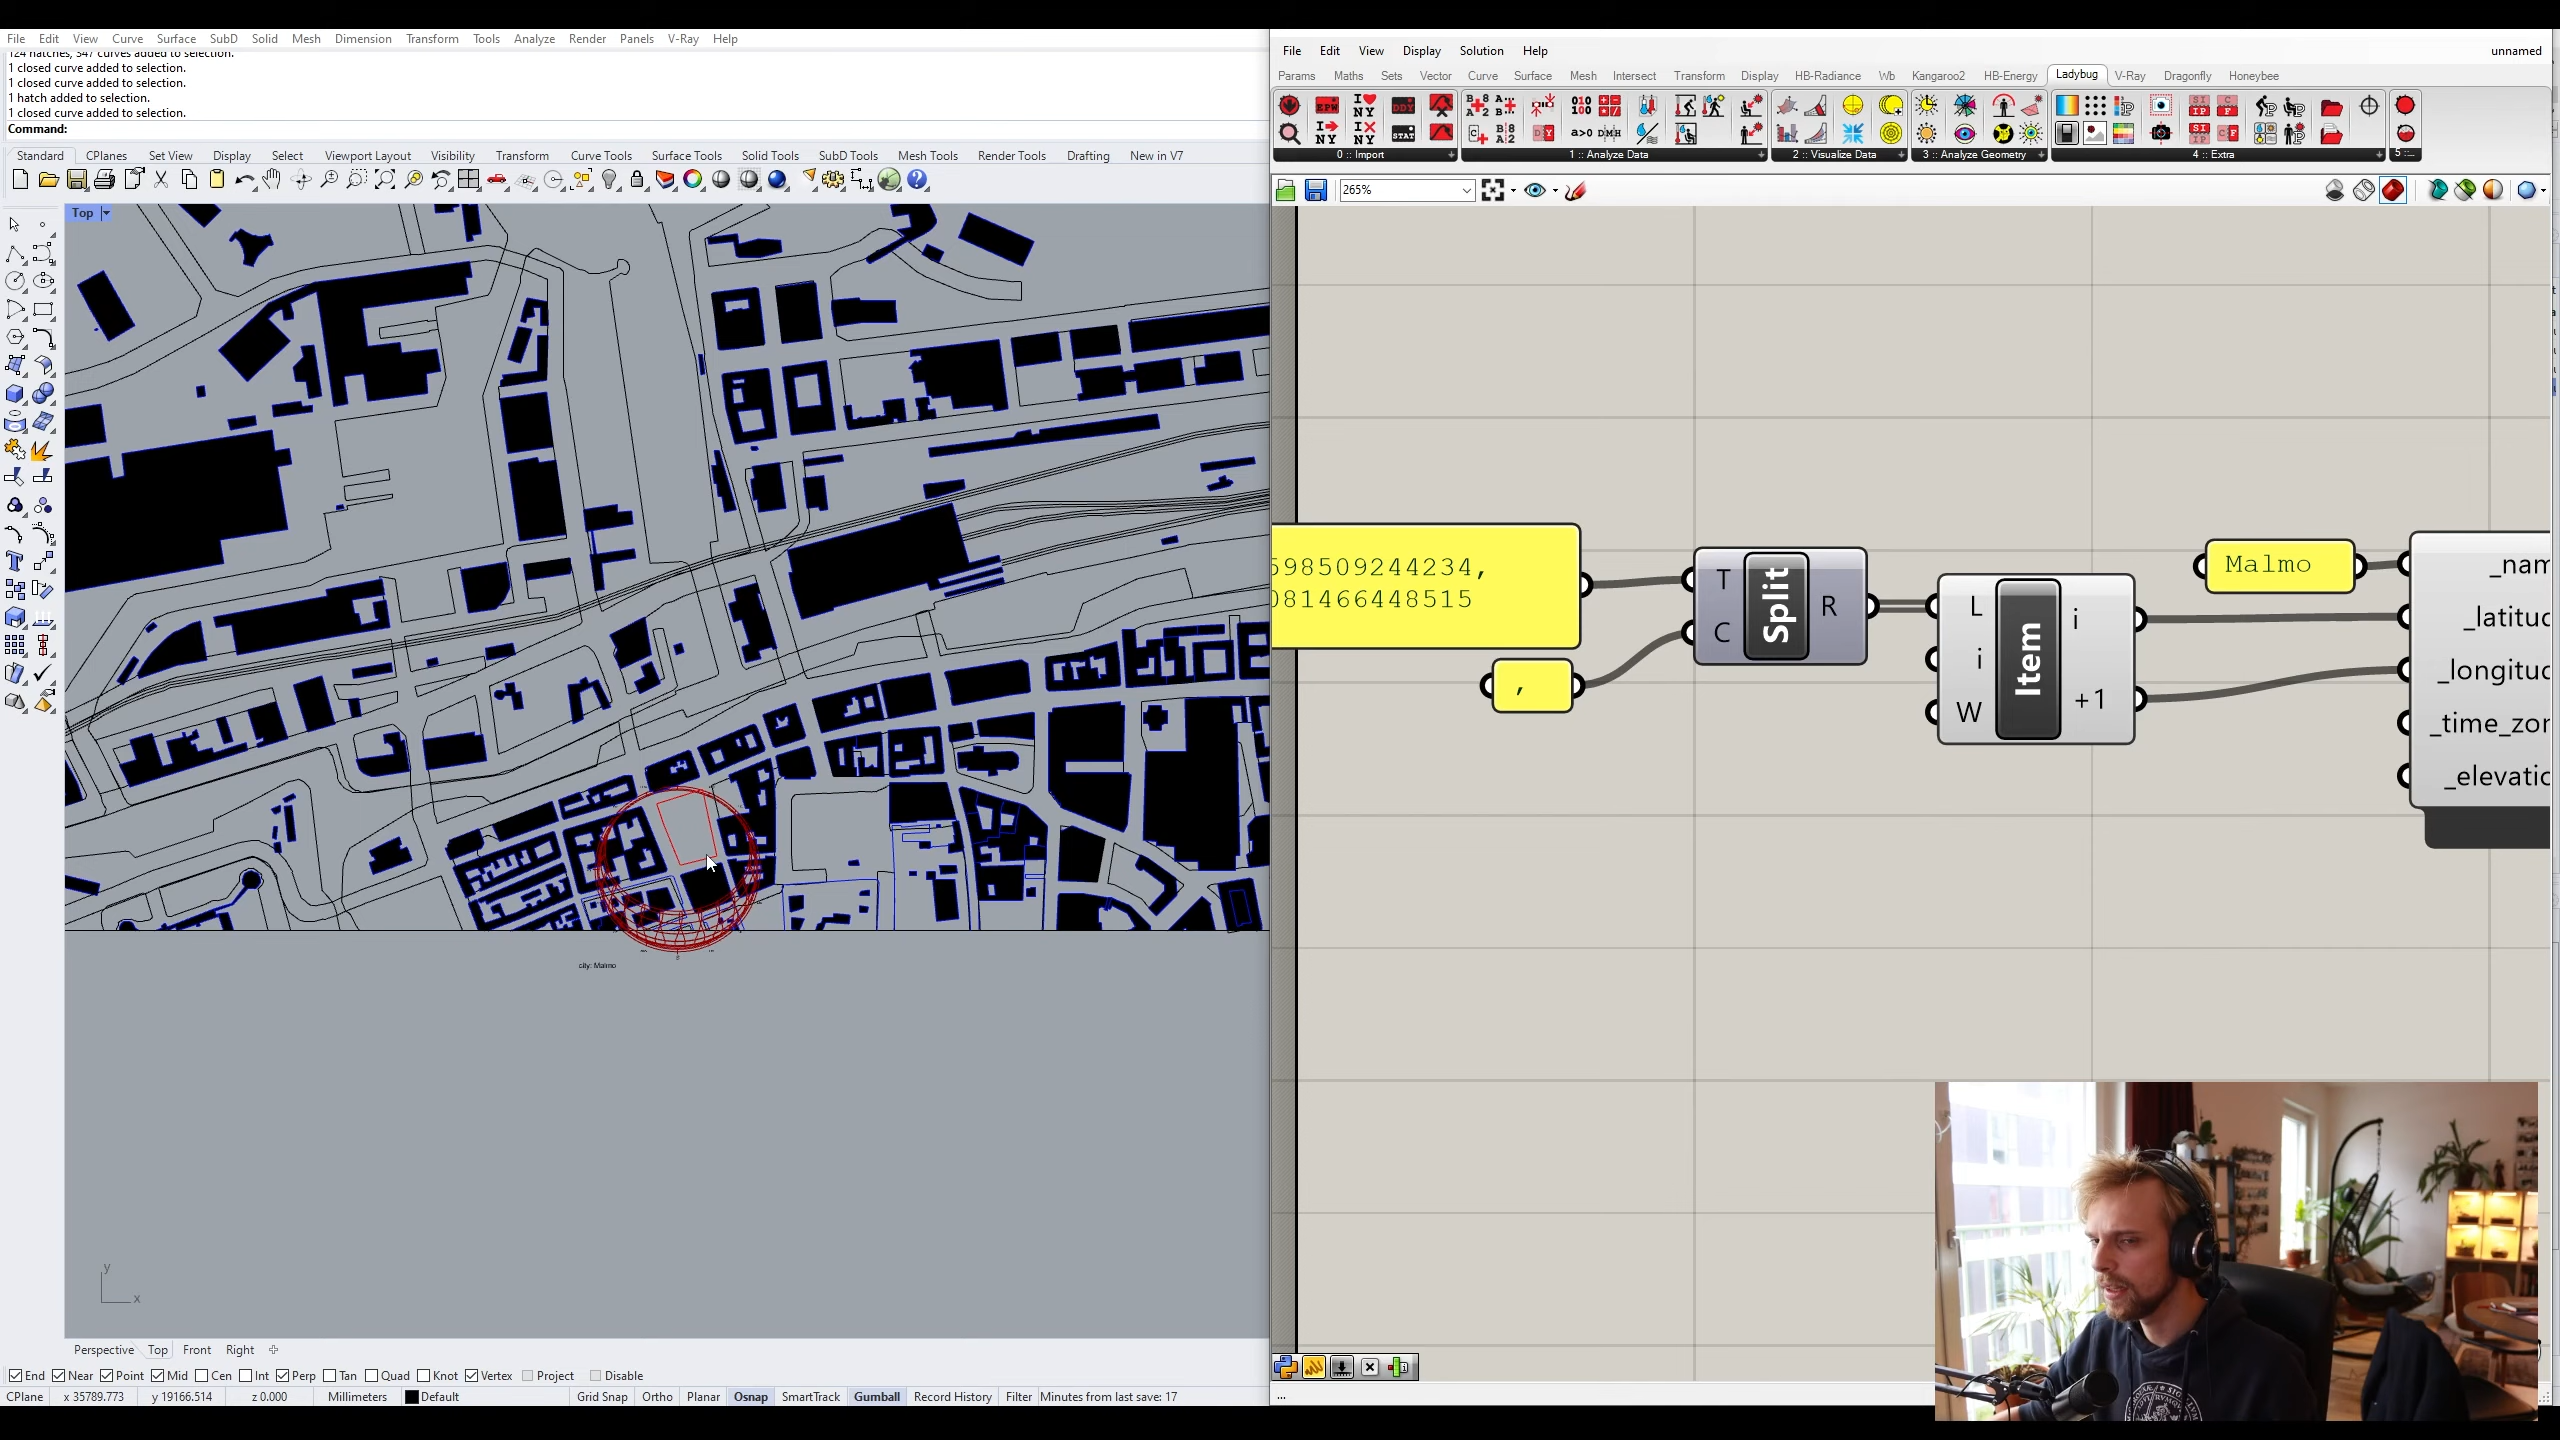 File Edit View Curve Surface SubD Solid Mesh Dimension Transform Tools Analyze Render Panels V-Ray Help
124 hatches, 347 curves added to selection.
1 closed curve added to selection.
1 closed curve added to selection.
1 hatch added to selection.
1 closed curve added to selection.
Command:
Standard CPlanes Set View Display Select Viewport Layout Visibility Transform Curve Tools Surface Tools Solid Tools SubD Tools Mesh Tools Render Tools Drafting New in V7
Top
city: Malmo
y
x
Perspective Top Front Right
End Near Point Mid Cen Int Perp Tan Quad Knot Vertex Project Disable
CPlane x 35789.773 y 19166.514 z 0.000 Millimeters Default Grid Snap Ortho Planar Osnap SmartTrack Gumball Record History Filter Minutes from last save: 17
File Edit View Display Solution Help unnamed
Params Maths Sets Vector Curve Surface Mesh Intersect Transform Display HB-Radiance Wb Kangaroo2 HB-Energy Ladybug V-Ray Dragonfly Honeybee
0 :: Import 1 :: Analyze Data 2 :: Visualize Data 3 :: Analyze Geometry 4 :: Extra 5 ::...
265%
598509244234,
081466448515
,
T
C
Split
R
L
i
W
Item
i
+1
Malmo
_nam
_latituc
_longituc
_time_zor
_elevatic
...